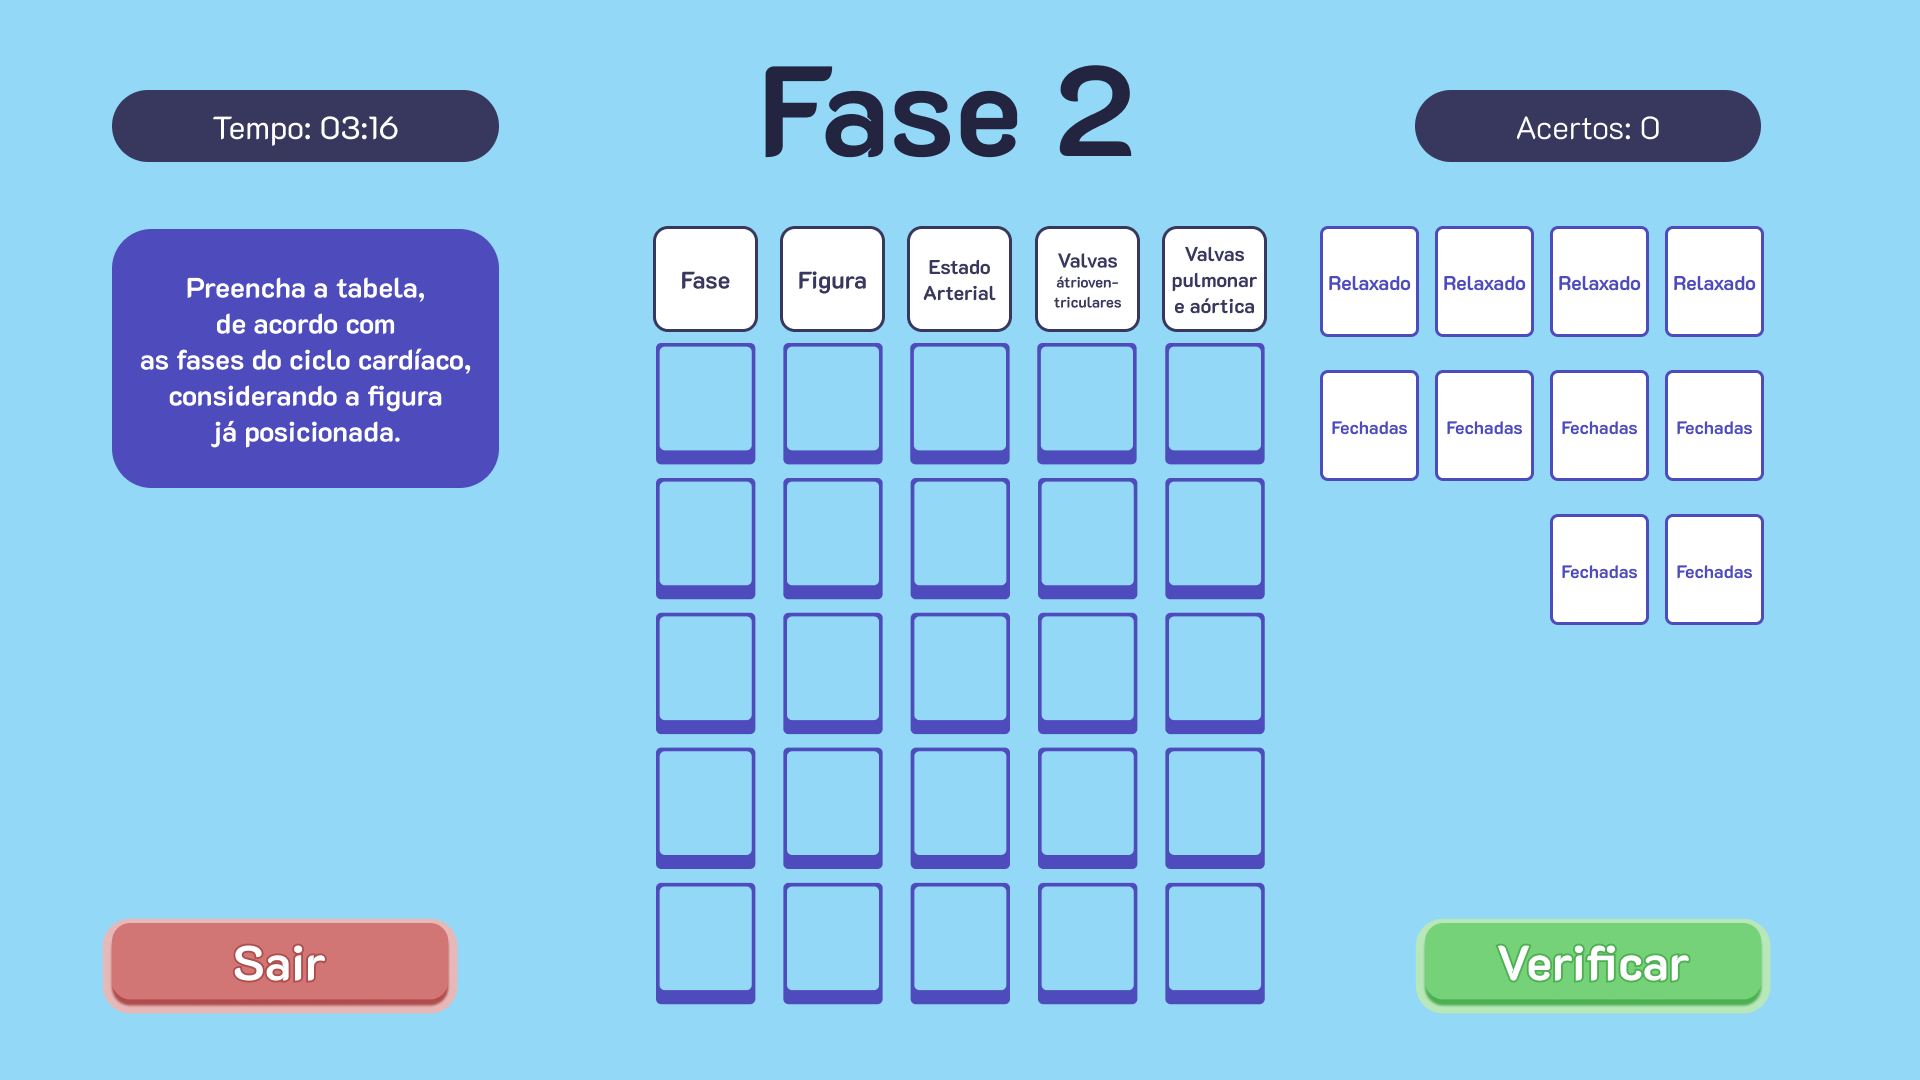 Tempo: 03:16
Fase 2
Acertos: 0
Preencha a tabela,
de acordo com
as fases do ciclo cardíaco,
considerando a figura
já posicionada.
Fase
Figura
Estado
Arterial
Valvas
átrioven-
triculares
Valvas
pulmonar
e aórtica
Relaxado
Relaxado
Relaxado
Relaxado
Fechadas
Fechadas
Fechadas
Fechadas
Fechadas
Fechadas
Sair
Verificar